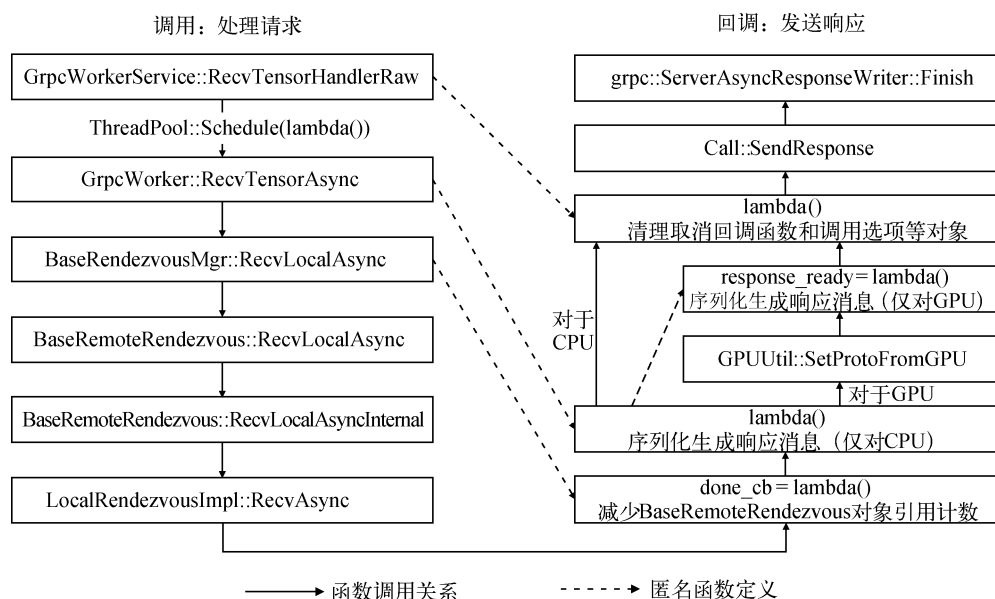 调用：处理请求
GrpcWorkerService::RecvTensorHandlerRaw
ThreadPool::Schedule(lambda())
GrpcWorker::RecvTensorAsync
BaseRendezvousMgr::RecvLocalAsync
BaseRemoteRendezvous::RecvLocalAsync
BaseRemoteRendezvous::RecvLocalAsyncInternal
LocalRendezvousImpl::RecvAsync
回调：发送响应
grpc::ServerAsyncResponseWriter::Finish
Call::SendResponse
lambda()
清理取消回调函数和调用选项等对象
response_ready=lambda()
序列化生成响应消息（仅对GPU）
对于
CPU
GPUUtil::SetProtoFromGPU
对于GPU
lambda()
序列化生成响应消息（仅对CPU）
done_cb=lambda()
减少BaseRemoteRendezvous对象引用计数
函数调用关系
匿名函数定义